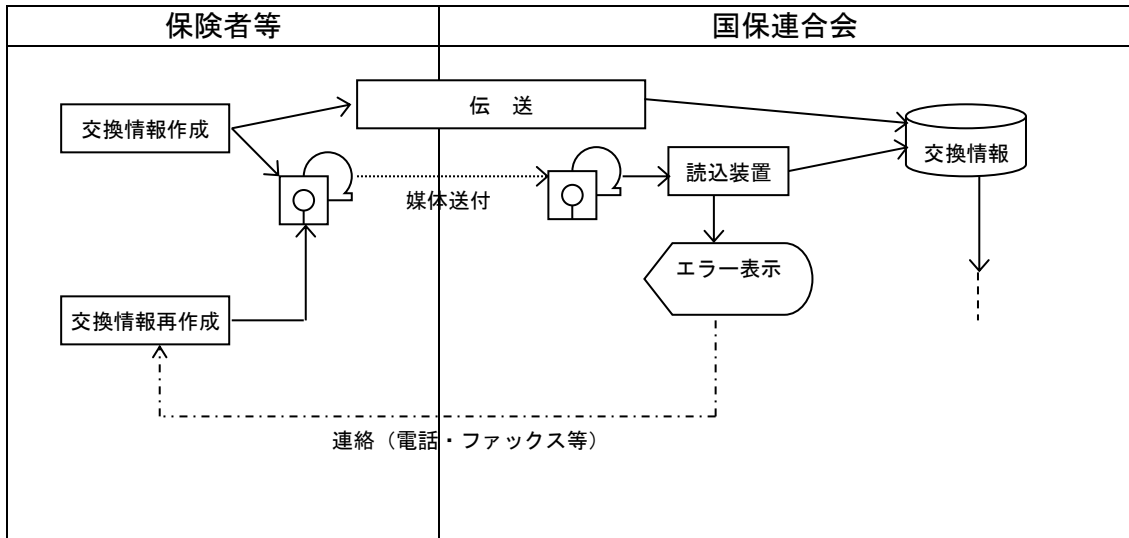 保険者等
国保連合会
伝　送
交換情報作成
交換情報
読込装置
媒体送付
エラー表示
交換情報再作成
連絡（電話・ファックス等）